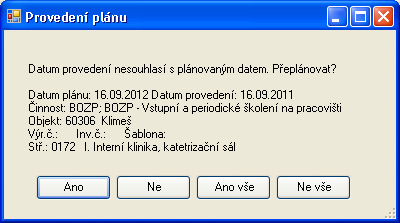 Provedení plánu
Datum provedení nesouhlasí s plánovaným datem. Přeplánovat?
Datum plánu: 16.09.2012 Datum provedení: 16.09.2011
Činnost: BOZP; BOZP - Vstupní a periodické školení na pracovišti
Objekt: 60306 Klimeš
Výr.č.: Inv.č.: Šablona:
Stř.: 0172 I. Interní klinika, katetrizační sál
Ano Ne Ano vše Ne vše